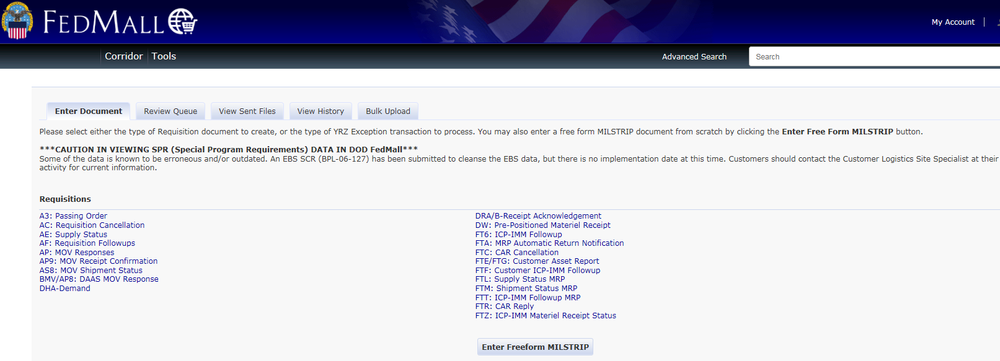 FEDMALL
My Account
Corridor
Tools
Advanced Search
Search
Enter Document
Review Queue
View Sent Files
View History
Bulk Upload
Please select either the type of Requisition document to create, or the type of YRZ Exception transaction to process. You may also enter a free form MILSTRIP document from scratch by clicking the Enter Free Form MILSTRIP button.
***CAUTION IN VIEWING SPR (Special Program Requirements) DATA IN DOD FedMall***
Some of the data is known to be erroneous and/or outdated. An EBS SCR (BPL-06-127) has been submitted to cleanse the EBS data, but there is no implementation date at this time. Customers should contact the Customer Logistics Site Specialist at their
activity for current information.
Requisitions
A3: Passing Order
AC: Requisition Cancellation
AE: Supply Status
AF: Requisition Followups
AP: MOV Responses
AP9: MOV Receipt Confirmation
AS8: MOV Shipment Status
BMV/AP8: DAAS MOV Response
DHA-Demand
DRA/B-Receipt Acknowledgement
DW: Pre-Positioned Materiel Receipt
FT6: ICP-IMM Followup
FTA: MRP Automatic Return Notification
FTC: CAR Cancellation
FTE/FTG: Customer Asset Report
FTF: Customer ICP-IMM Followup
FTL: Supply Status MRP
FTM: Shipment Status MRP
FTT: ICP-IMM Followup MRP
FTR: CAR Reply
FTZ: ICP-IMM Materiel Receipt Status
Enter Freeform MILSTRIP